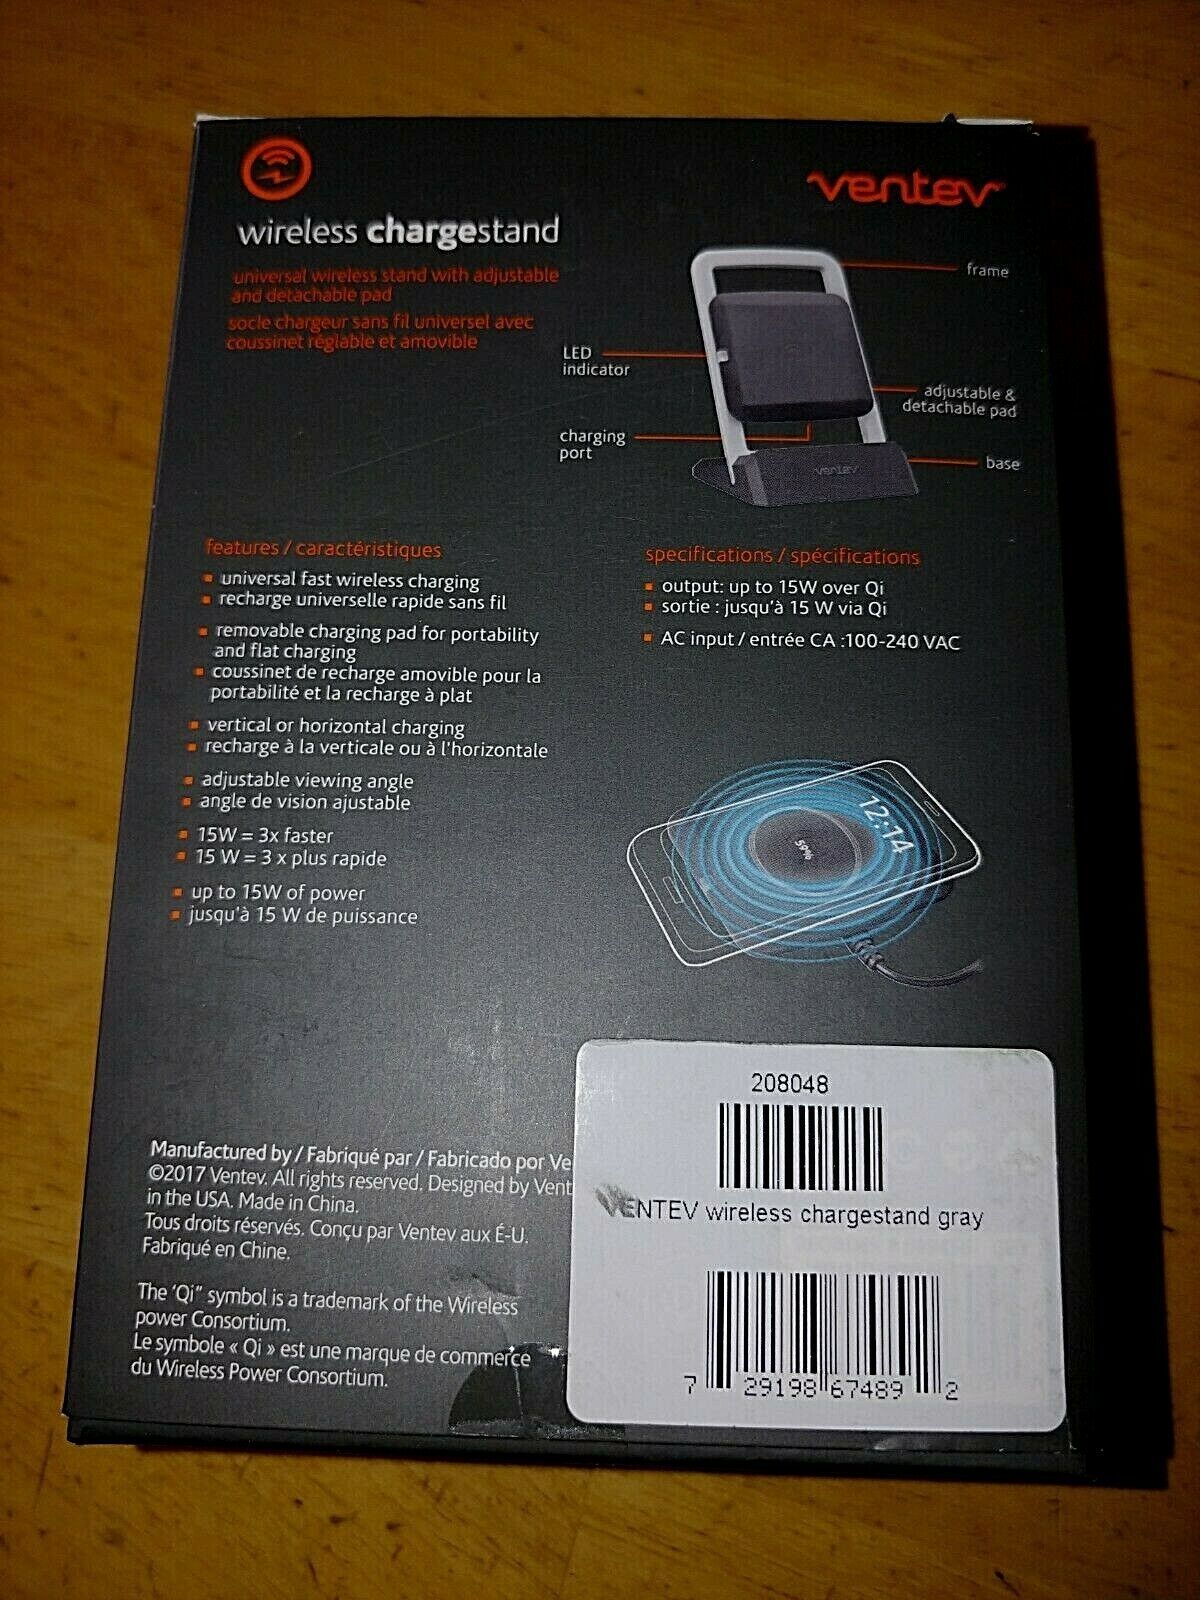 ventev
wireless chargestand
universal wireless stand with adjustable
and detachable pad
socle chargeur sans fil universel avec
coussinet réglable et amovible
frame
LED
indicator
adjustable &
detachable pad
charging
port
base
ventev
features / caractéristiques
universal fast wireless charging
recharge universelle rapide sans fil
removable charging pad for portability
and flat charging
coussinet de recharge amovible pour la
portabilité et la recharge à plat
vertical or horizontal charging
recharge à la verticale ou à l'horizontale
adjustable viewing angle
angle de vision ajustable
15W = 3x faster
15 W = 3 x plus rapide
up to 15W of power
jusqu'à 15 W de puissance
specifications / spécifications
output: up to 15W over Qi
sortie : jusqu'à 15 W via Qi
AC input / entrée CA :100-240 VAC
12:14
59%
Manufactured by / Fabriqué par / Fabricado por Ve
©2017 Ventev. All rights reserved. Designed by Vent
in the USA. Made in China.
Tous droits réservés. Conçu par Ventev aux É-U.
Fabriqué en Chine.
The 'Qi" symbol is a trademark of the Wireless
power Consortium.
Le symbole « Qi » est une marque de commerce
du Wireless Power Consortium.
208048
VENTEV wireless chargestand gray
7 29198 67489 2